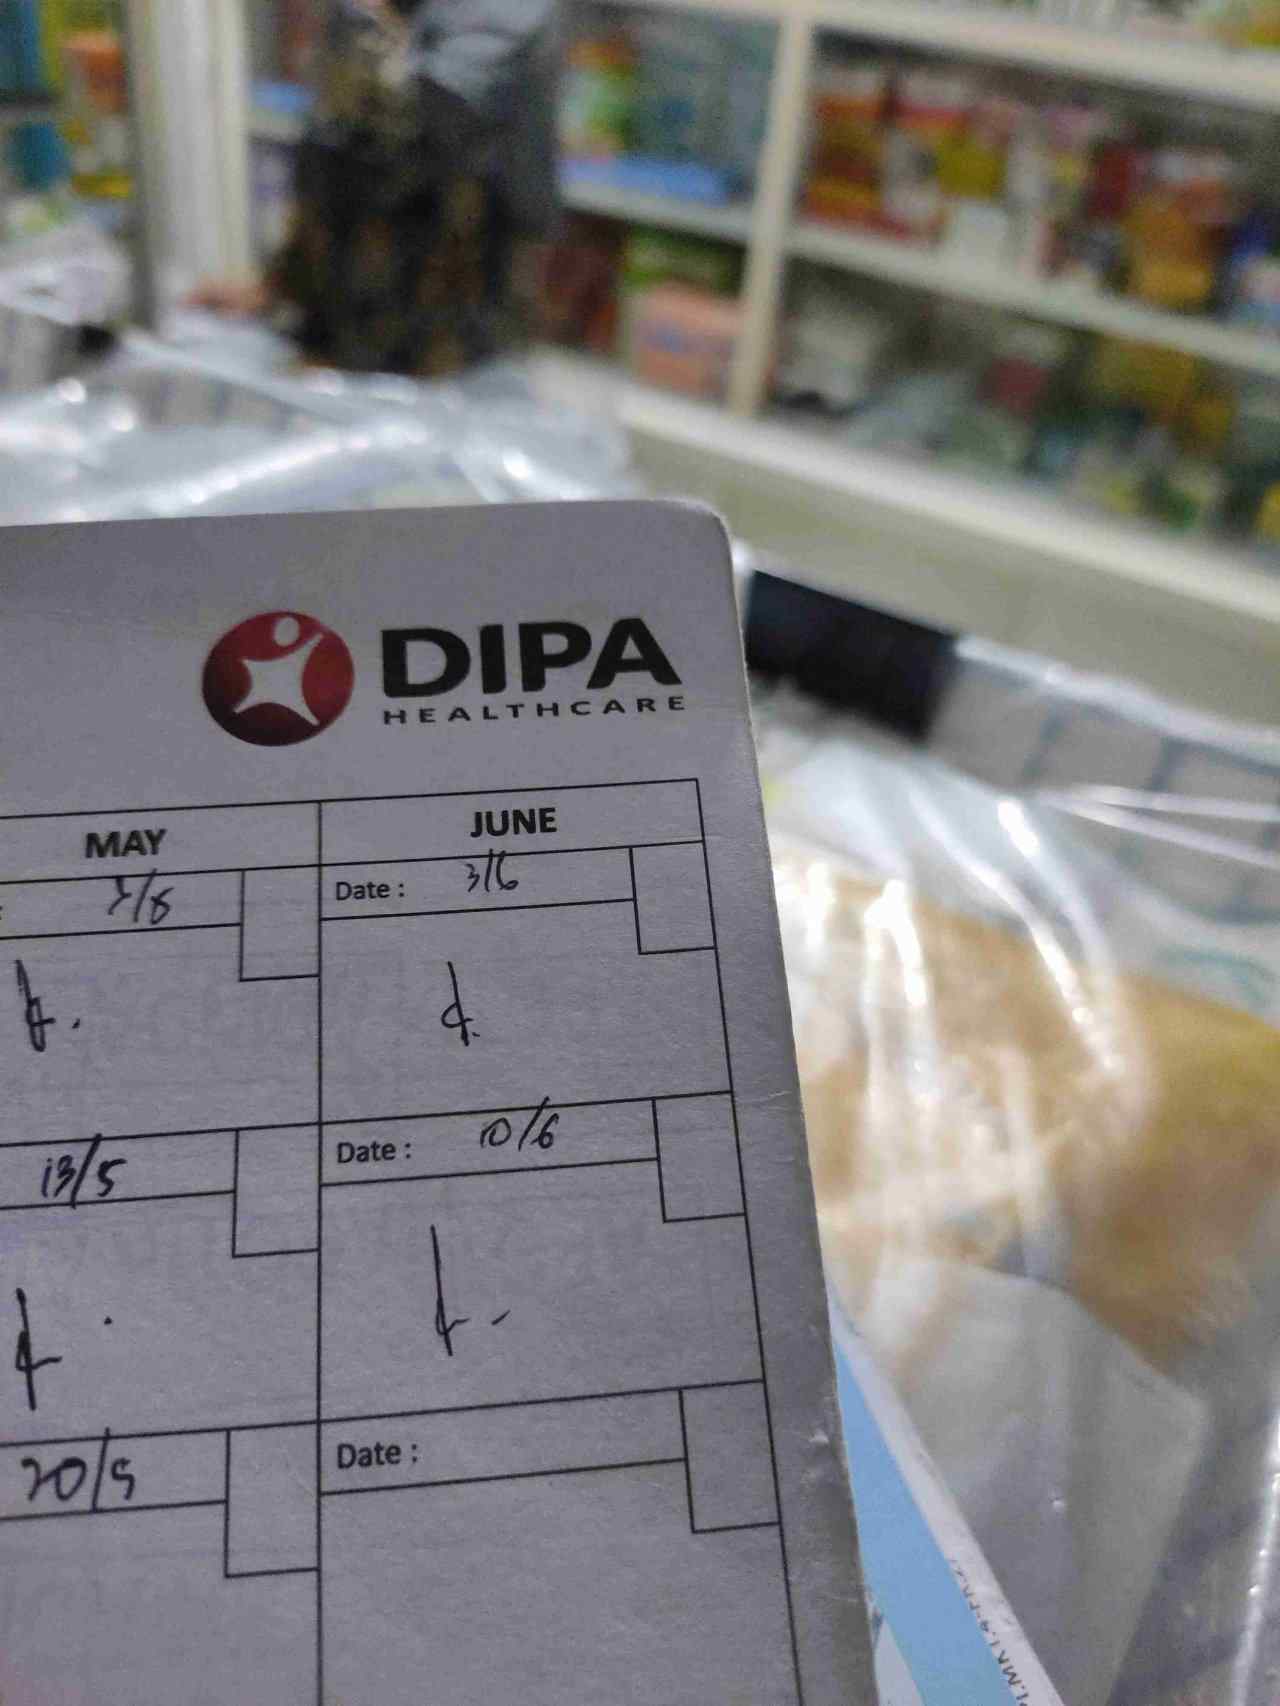 DIPA
HEALTHCARE
MAY
JUNE
Date : 3/6
13/5
Date : 10/6
20/5
Date :